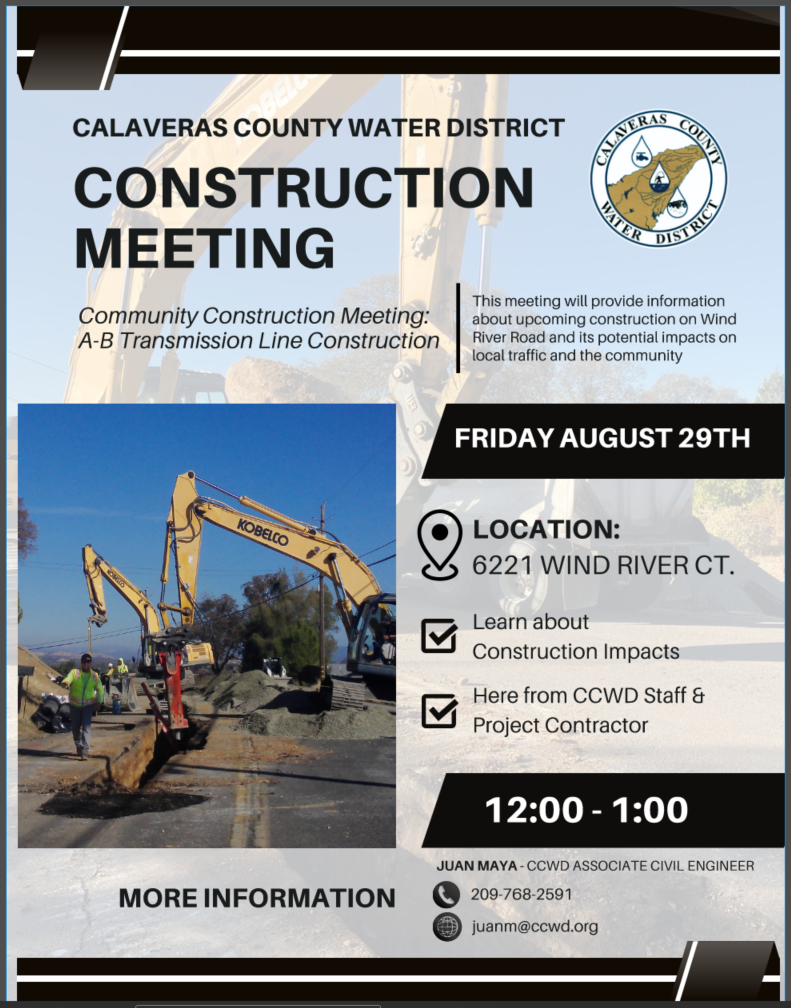 CALAVERAS COUNTY WATER DISTRICT
CONSTRUCTION
MEETING
CALAVERAS COUNTY
WATER DISTRICT
Community Construction Meeting:
A-B Transmission Line Construction
This meeting will provide information
about upcoming construction on Wind
River Road and its potential impacts on
local traffic and the community
FRIDAY AUGUST 29TH
KOBELCO
KOBELCO
KOBELCO
LOCATION:
6221 WIND RIVER CT.
Learn about
Construction Impacts
Here from CCWD Staff &
Project Contractor
12:00 - 1:00
MORE INFORMATION
JUAN MAYA - CCWD ASSOCIATE CIVIL ENGINEER
209-768-2591
juanm@ccwd.org